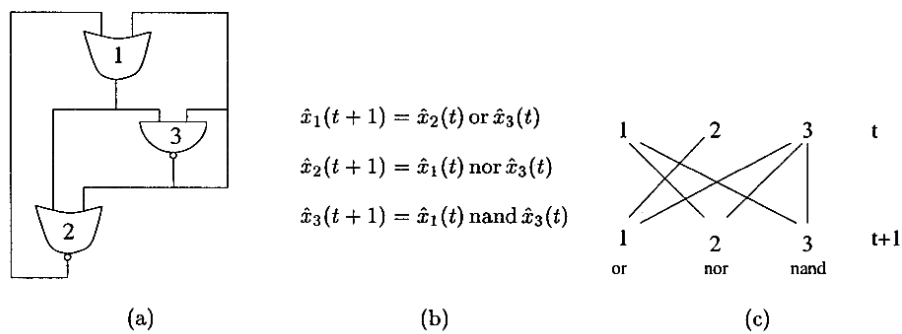 1
3
2
(a)
x̂₁(t + 1) = x̂₂(t) or x̂₃(t)
x̂₂(t + 1) = x̂₁(t) nor x̂₃(t)
x̂₃(t + 1) = x̂₁(t) nand x̂₃(t)
(b)
1 2 3 t
1 2 3 t+1
or nor nand
(c)